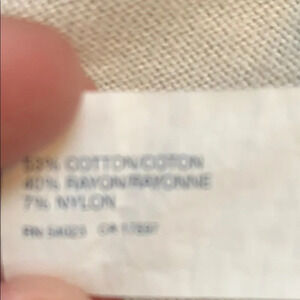 53% COTTON/COTON
40% RAYON/RAYONNE
7% NYLON
RN CA